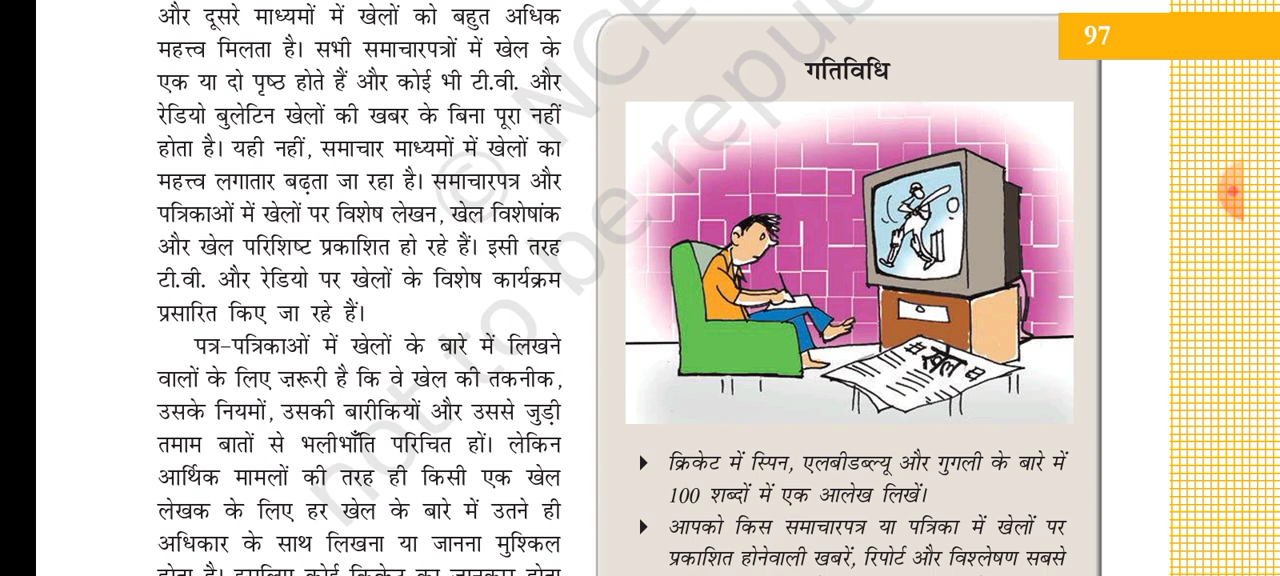 और दूसरे माध्यमों में खेलों को बहुत अधिक
महत्त्व मिलता है। सभी समाचारपत्रों में खेल के
एक या दो पृष्ठ होते हैं और कोई भी टी.वी. और
रेडियो बुलेटिन खेलों की खबर के बिना पूरा नहीं
होता है। यही नहीं, समाचार माध्यमों में खेलों का
महत्त्व लगातार बढ़ता जा रहा है। समाचारपत्र और
पत्रिकाओं में खेलों पर विशेष लेखन, खेल विशेषांक
और खेल परिशिष्ट प्रकाशित हो रहे हैं। इसी तरह
टी.वी. और रेडियो पर खेलों के विशेष कार्यक्रम
प्रसारित किए जा रहे हैं।
पत्र-पत्रिकाओं में खेलों के बारे में लिखने
वालों के लिए ज़रूरी है कि वे खेल की तकनीक,
उसके नियमों, उसकी बारीकियों और उससे जुड़ी
तमाम बातों से भलीभाँति परिचित हों। लेकिन
आर्थिक मामलों की तरह ही किसी एक खेल
लेखक के लिए हर खेल के बारे में उतने ही
अधिकार के साथ लिखना या जानना मुश्किल
97
गतिविधि
खेल
क्रिकेट में स्पिन, एलबीडब्ल्यू और गुगली के बारे में
100 शब्दों में एक आलेख लिखें।
आपको किस समाचारपत्र या पत्रिका में खेलों पर
प्रकाशित होनेवाली खबरें, रिपोर्ट और विश्लेषण सबसे
not to be repu